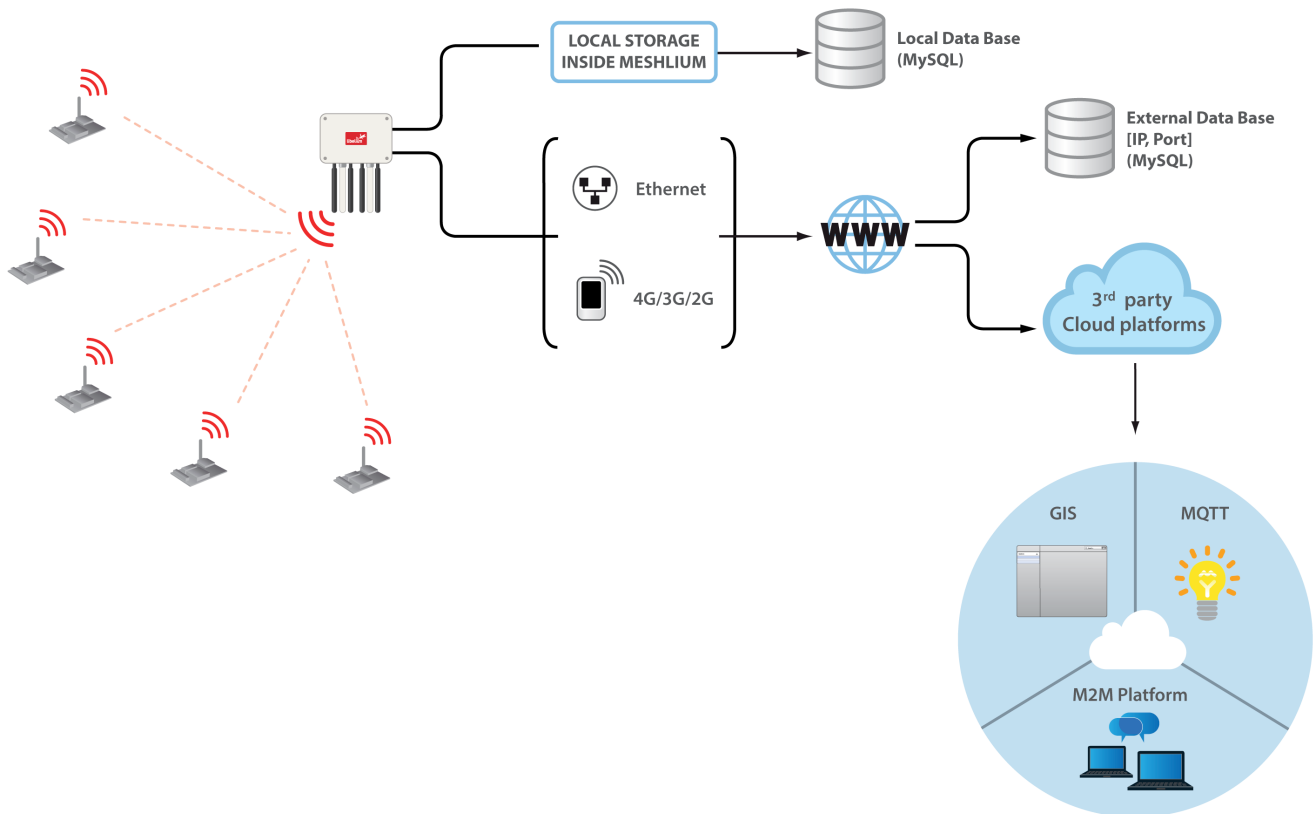 LOCAL STORAGE
INSIDE MESHLIUM
Local Data Base
(MySQL)
External Data Base
[IP, Port]
(MySQL)
Ethernet
WWW
4G/3G/2G
3rd party
Cloud platforms
GIS
MQTT
M2M Platform